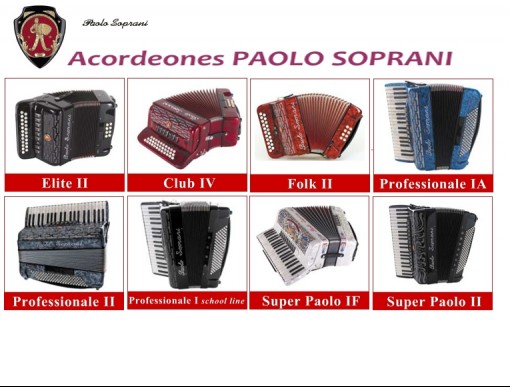 Paolo Soprani
Acordeones PAOLO SOPRANI
Elite II
Club IV
Folk II
Professionale IA
Professionale II
Professionale I school line
Super Paolo IF
Super Paolo II